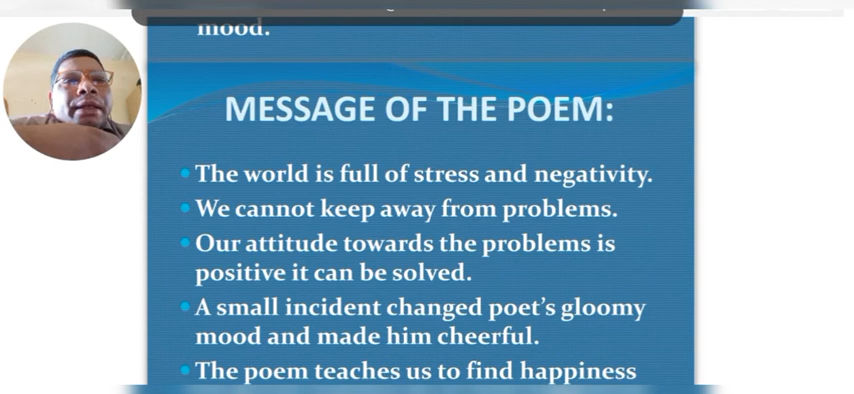 mood.
MESSAGE OF THE POEM:
The world is full of stress and negativity.
We cannot keep away from problems.
Our attitude towards the problems is
positive it can be solved.
A small incident changed poet's gloomy
mood and made him cheerful.
The poem teaches us to find happiness